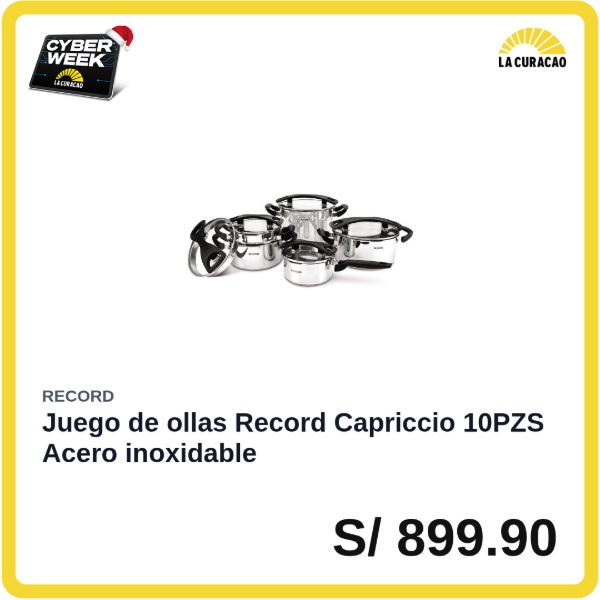 CYBER
WEEK
LA CURACAO
LA CURACAO
RECORD
Juego de ollas Record Capriccio 10PZS
Acero inoxidable
S/ 899.90